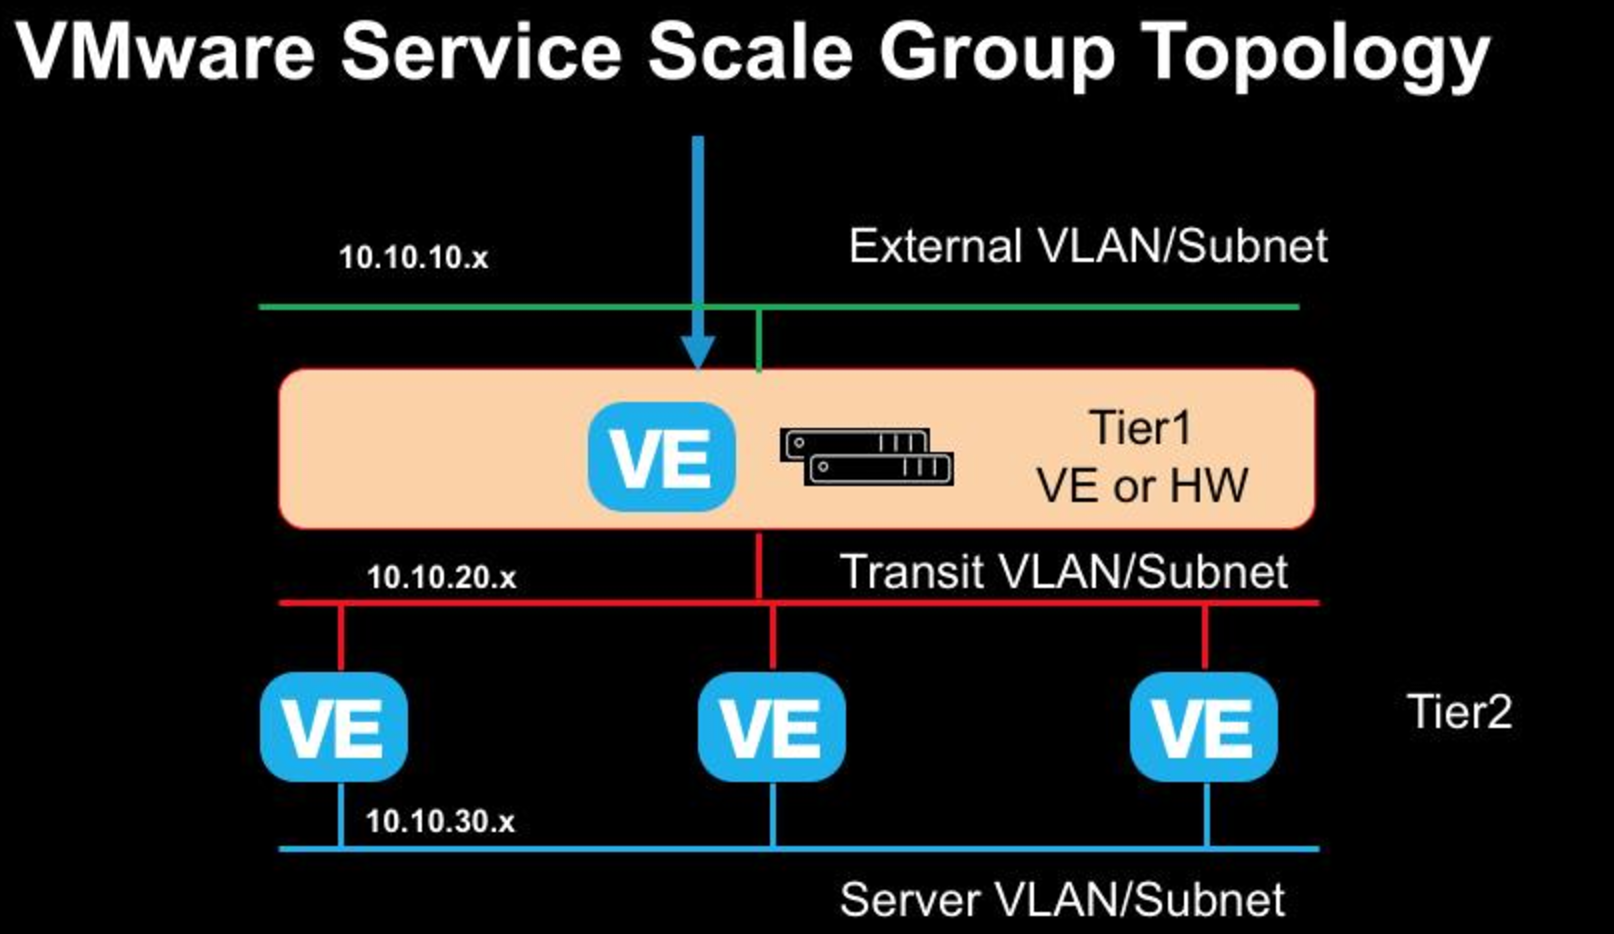 VMware Service Scale Group Topology
10.10.10.x
External VLAN/Subnet
VE
Tier1
VE or HW
10.10.20.x
Transit VLAN/Subnet
VE
VE
VE
Tier2
10.10.30.x
Server VLAN/Subnet